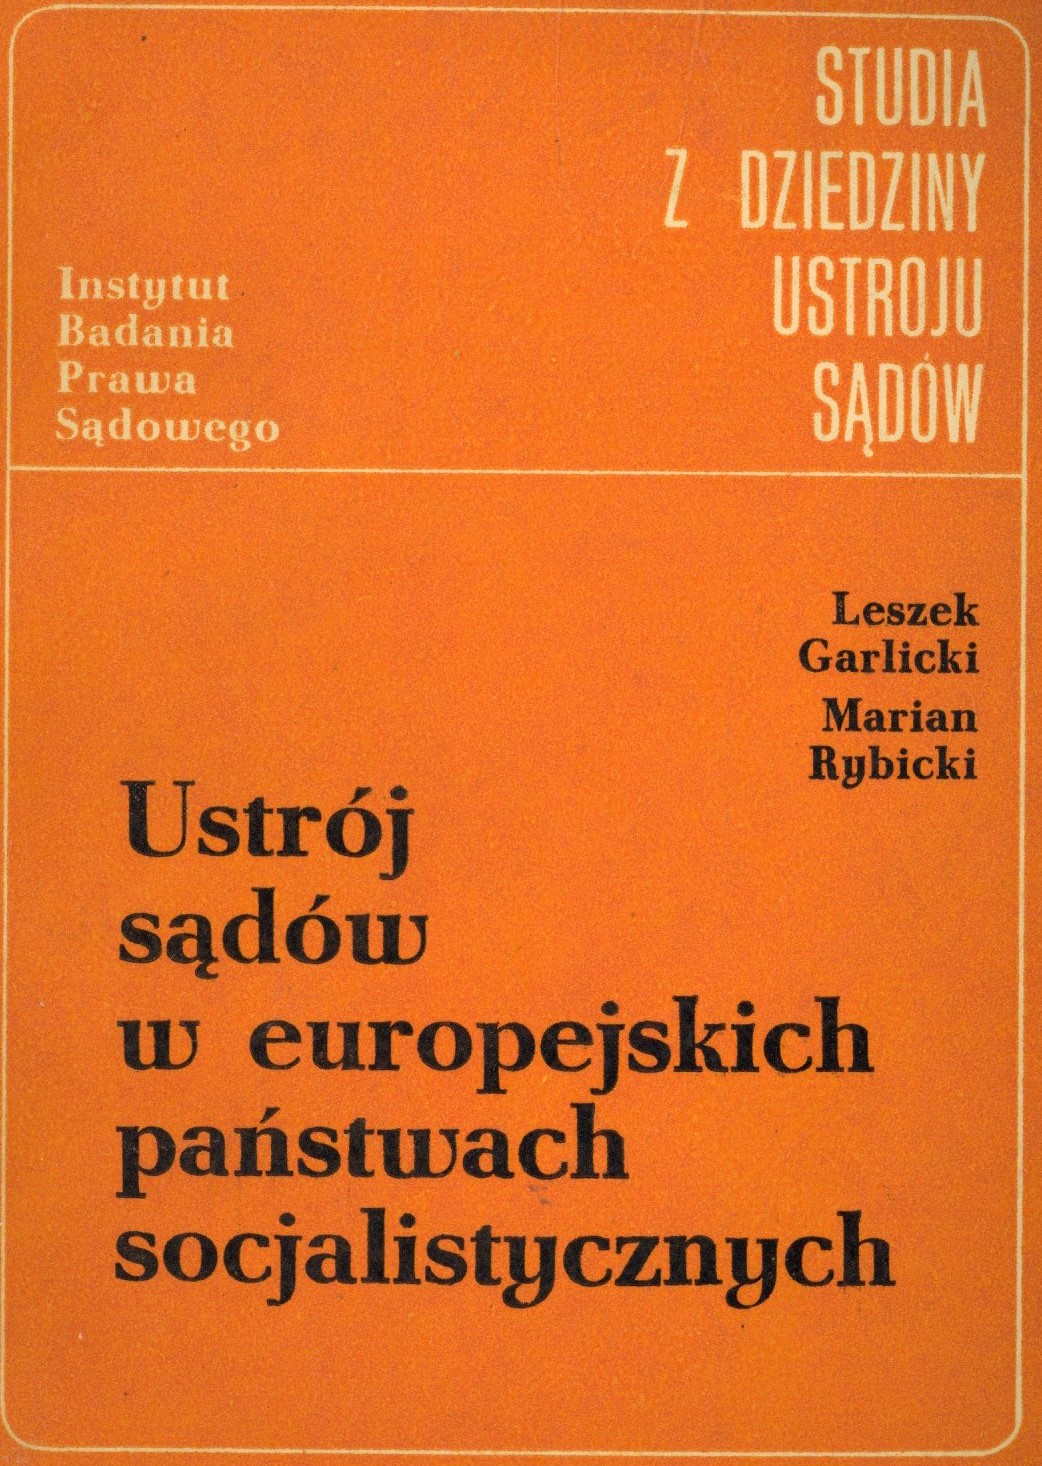 STUDIA
Z DZIEDZINY
USTROJU
SĄDÓW
Instytut
Badania
Prawa
Sądowego
Leszek
Garlicki
Marian
Rybicki
Ustrój
sądów
w europejskich
państwach
socjalistycznych